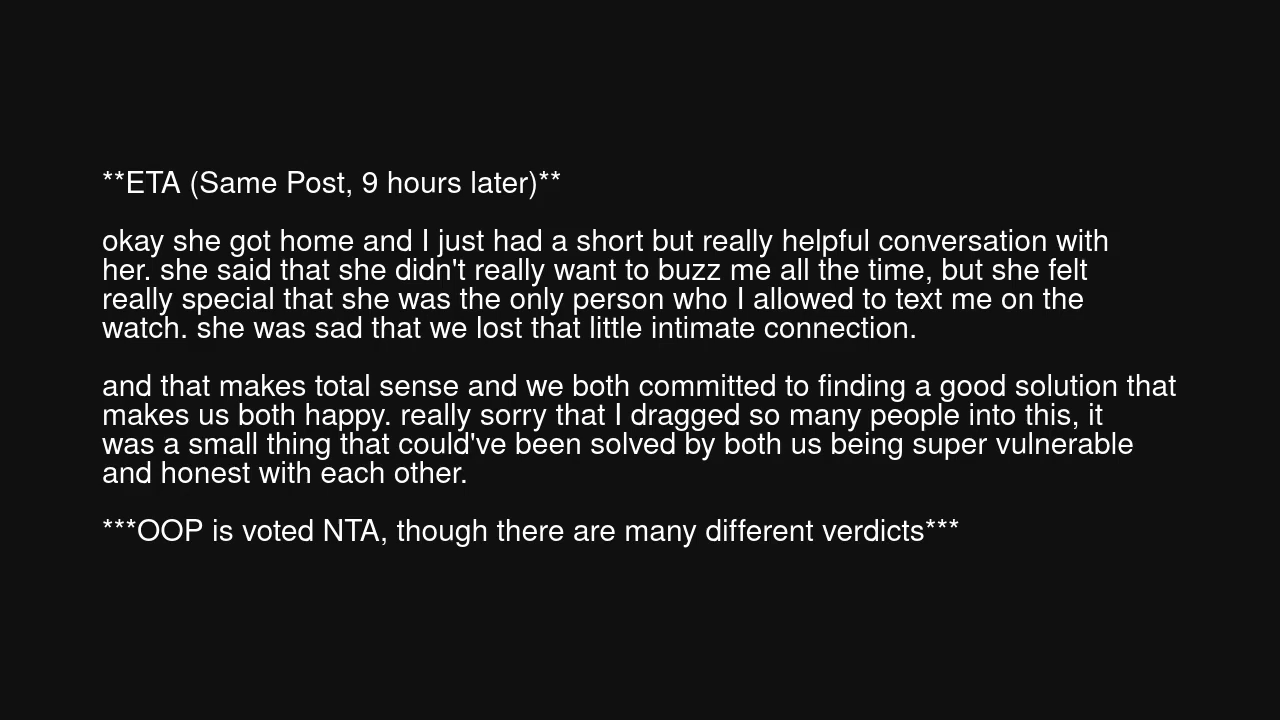 **ETA (Same Post, 9 hours later)**
okay she got home and I just had a short but really helpful conversation with
her. she said that she didn't really want to buzz me all the time, but she felt
really special that she was the only person who I allowed to text me on the
watch. she was sad that we lost that little intimate connection.
and that makes total sense and we both committed to finding a good solution that
makes us both happy. really sorry that I dragged so many people into this, it
was a small thing that could've been solved by both us being super vulnerable
and honest with each other.
***OOP is voted NTA, though there are many different verdicts***